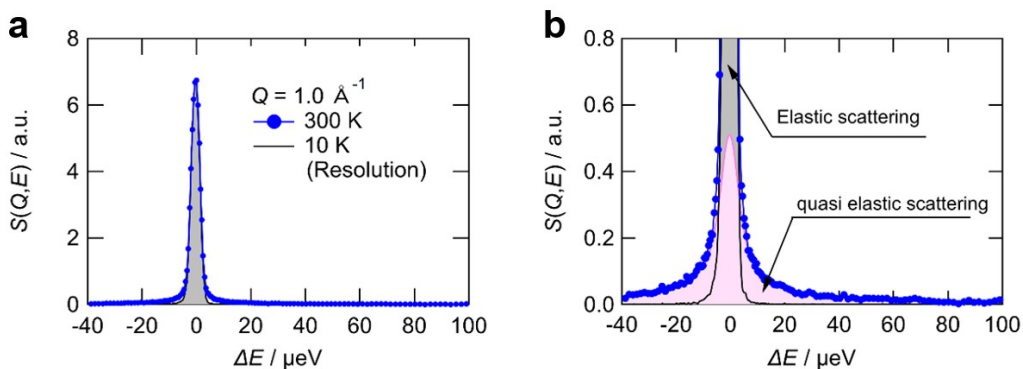 a
8
6
4
2
0
S(Q,E) / a.u.
Q = 1.0 Å⁻¹
300 K
10 K
(Resolution)
-40 -20 0 20 40 60 80 100
ΔE / μeV
b
0.8
0.6
0.4
0.2
0.0
S(Q,E) / a.u.
Elastic scattering
quasi elastic scattering
-40 -20 0 20 40 60 80 100
ΔE / μeV